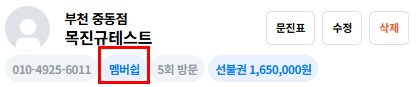 부천 중동점
목진규테스트
문진표 수정 삭제
010-4925-6011 멤버쉽 5회 방문 선불권 1,650,000원